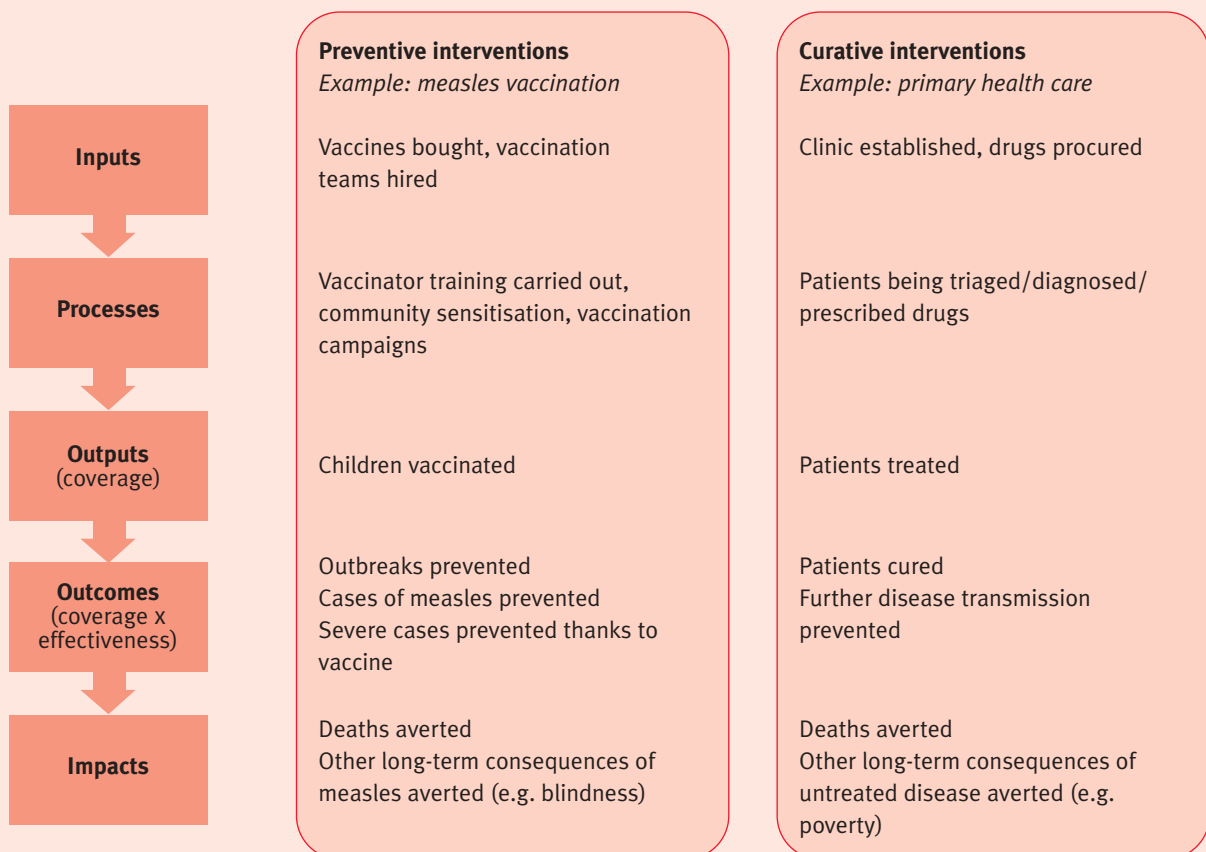 Preventive interventions
Example: measles vaccination
Curative interventions
Example: primary health care
Inputs
Vaccines bought, vaccination
teams hired
Clinic established, drugs procured
Processes
Vaccinator training carried out,
community sensitisation, vaccination
campaigns
Patients being triaged/diagnosed/
prescribed drugs
Outputs
(coverage)
Children vaccinated
Patients treated
Outcomes
(coverage x
effectiveness)
Outbreaks prevented
Cases of measles prevented
Severe cases prevented thanks to
vaccine
Patients cured
Further disease transmission
prevented
Impacts
Deaths averted
Other long-term consequences of
measles averted (e.g. blindness)
Deaths averted
Other long-term consequences of
untreated disease averted (e.g.
poverty)